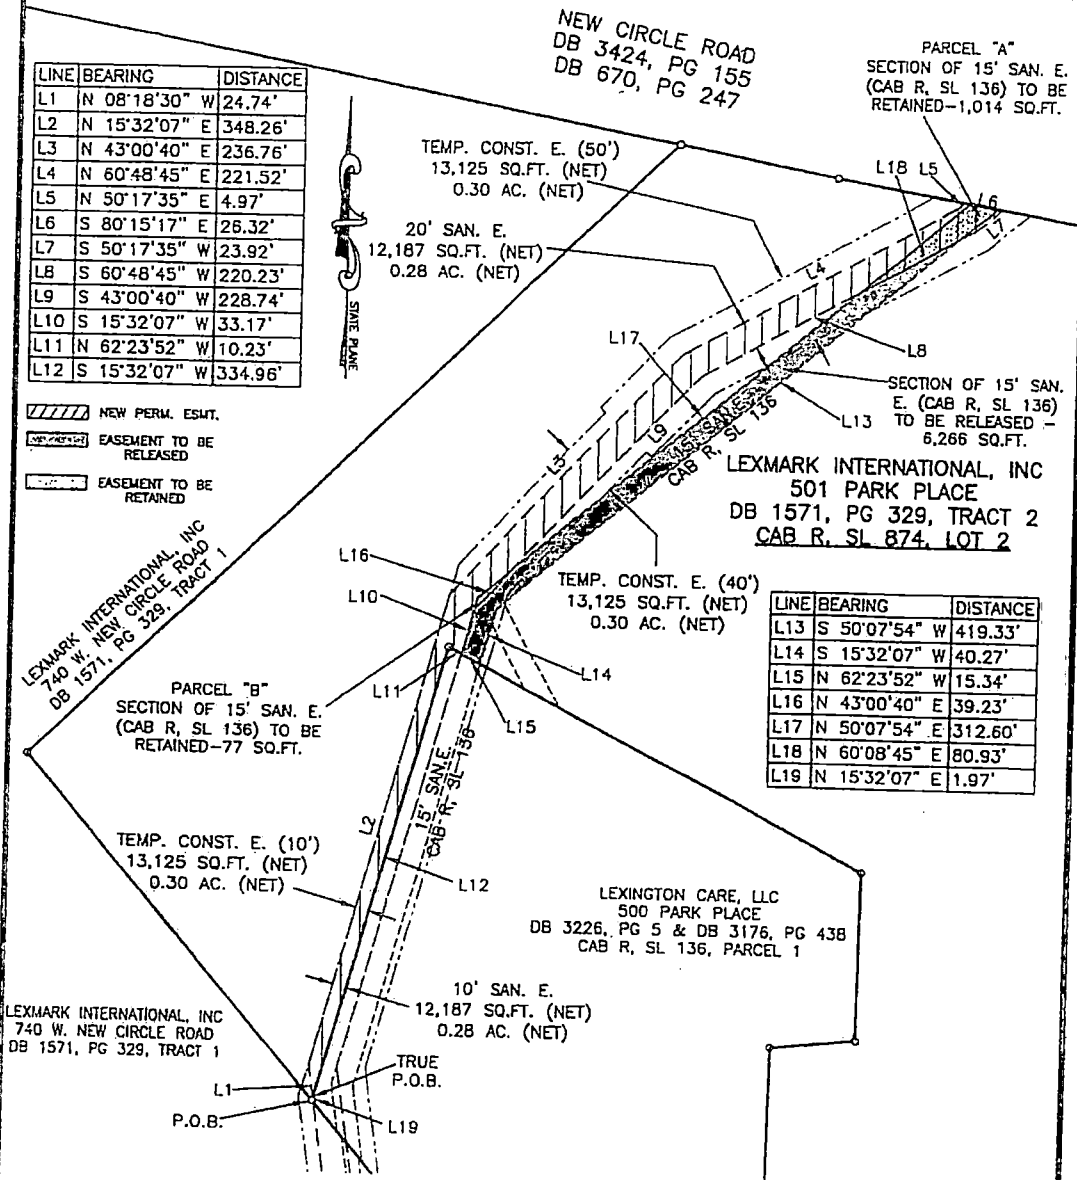 NEW CIRCLE ROAD
DB 3424, PG 155
DB 670, PG 247
PARCEL "A"
SECTION OF 15' SAN. E.
(CAB R, SL 136) TO BE
RETAINED-1,014 SQ.FT.
LINE BEARING DISTANCE
L1 N 08°18'30" W 24.74'
L2 N 15°32'07" E 348.26'
L3 N 43°00'40" E 236.76'
L4 N 60°48'45" E 221.52'
L5 N 50°17'35" E 4.97'
L6 S 80°15'17" E 26.32'
L7 S 50°17'35" W 23.92'
L8 S 60°48'45" W 220.23'
L9 S 43°00'40" W 228.74'
L10 S 15°32'07" W 33.17'
L11 N 62°23'52" W 10.23'
L12 S 15°32'07" W 334.96'
STATE PLANE
TEMP. CONST. E. (50')
13,125 SQ.FT. (NET)
0.30 AC. (NET)
20' SAN. E.
12,187 SQ.FT. (NET)
0.28 AC. (NET)
L18
L5
L6
L7
L4
L17
L8
L13
L3
L9
NEW PERM. ESMT.
EASEMENT TO BE
RELEASED
EASEMENT TO BE
RETAINED
SECTION OF 15' SAN.
E. (CAB R, SL 136)
TO BE RELEASED -
6,266 SQ.FT.
15' SAN.E.
CAB R, SL 136
LEXMARK INTERNATIONAL, INC
501 PARK PLACE
DB 1571, PG 329, TRACT 2
CAB R, SL 874, LOT 2
LEXMARK INTERNATIONAL, INC
740 W. NEW CIRCLE ROAD
DB 1571, PG 329, TRACT 1
L16
L10
TEMP. CONST. E. (40')
13,125 SQ.FT. (NET)
0.30 AC. (NET)
LINE BEARING DISTANCE
L13 S 50°07'54" W 419.33'
L14 S 15°32'07" W 40.27'
L15 N 62°23'52" W 15.34'
L16 N 43°00'40" E 39.23'
L17 N 50°07'54" E 312.60'
L18 N 60°08'45" E 80.93'
L19 N 15°32'07" E 1.97'
L11
L14
L15
PARCEL "B"
SECTION OF 15' SAN. E.
(CAB R, SL 136) TO BE
RETAINED-77 SQ.FT.
15' SAN.E.
CAB R, SL 136
L2
TEMP. CONST. E. (10')
13,125 SQ.FT. (NET)
0.30 AC. (NET)
L12
LEXINGTON CARE, LLC
500 PARK PLACE
DB 3226, PG 5 & DB 3176, PG 438
CAB R, SL 136, PARCEL 1
10' SAN. E.
12,187 SQ.FT. (NET)
0.28 AC. (NET)
LEXMARK INTERNATIONAL, INC
740 W. NEW CIRCLE ROAD
DB 1571, PG 329, TRACT 1
TRUE
P.O.B.
L1
P.O.B.
L19